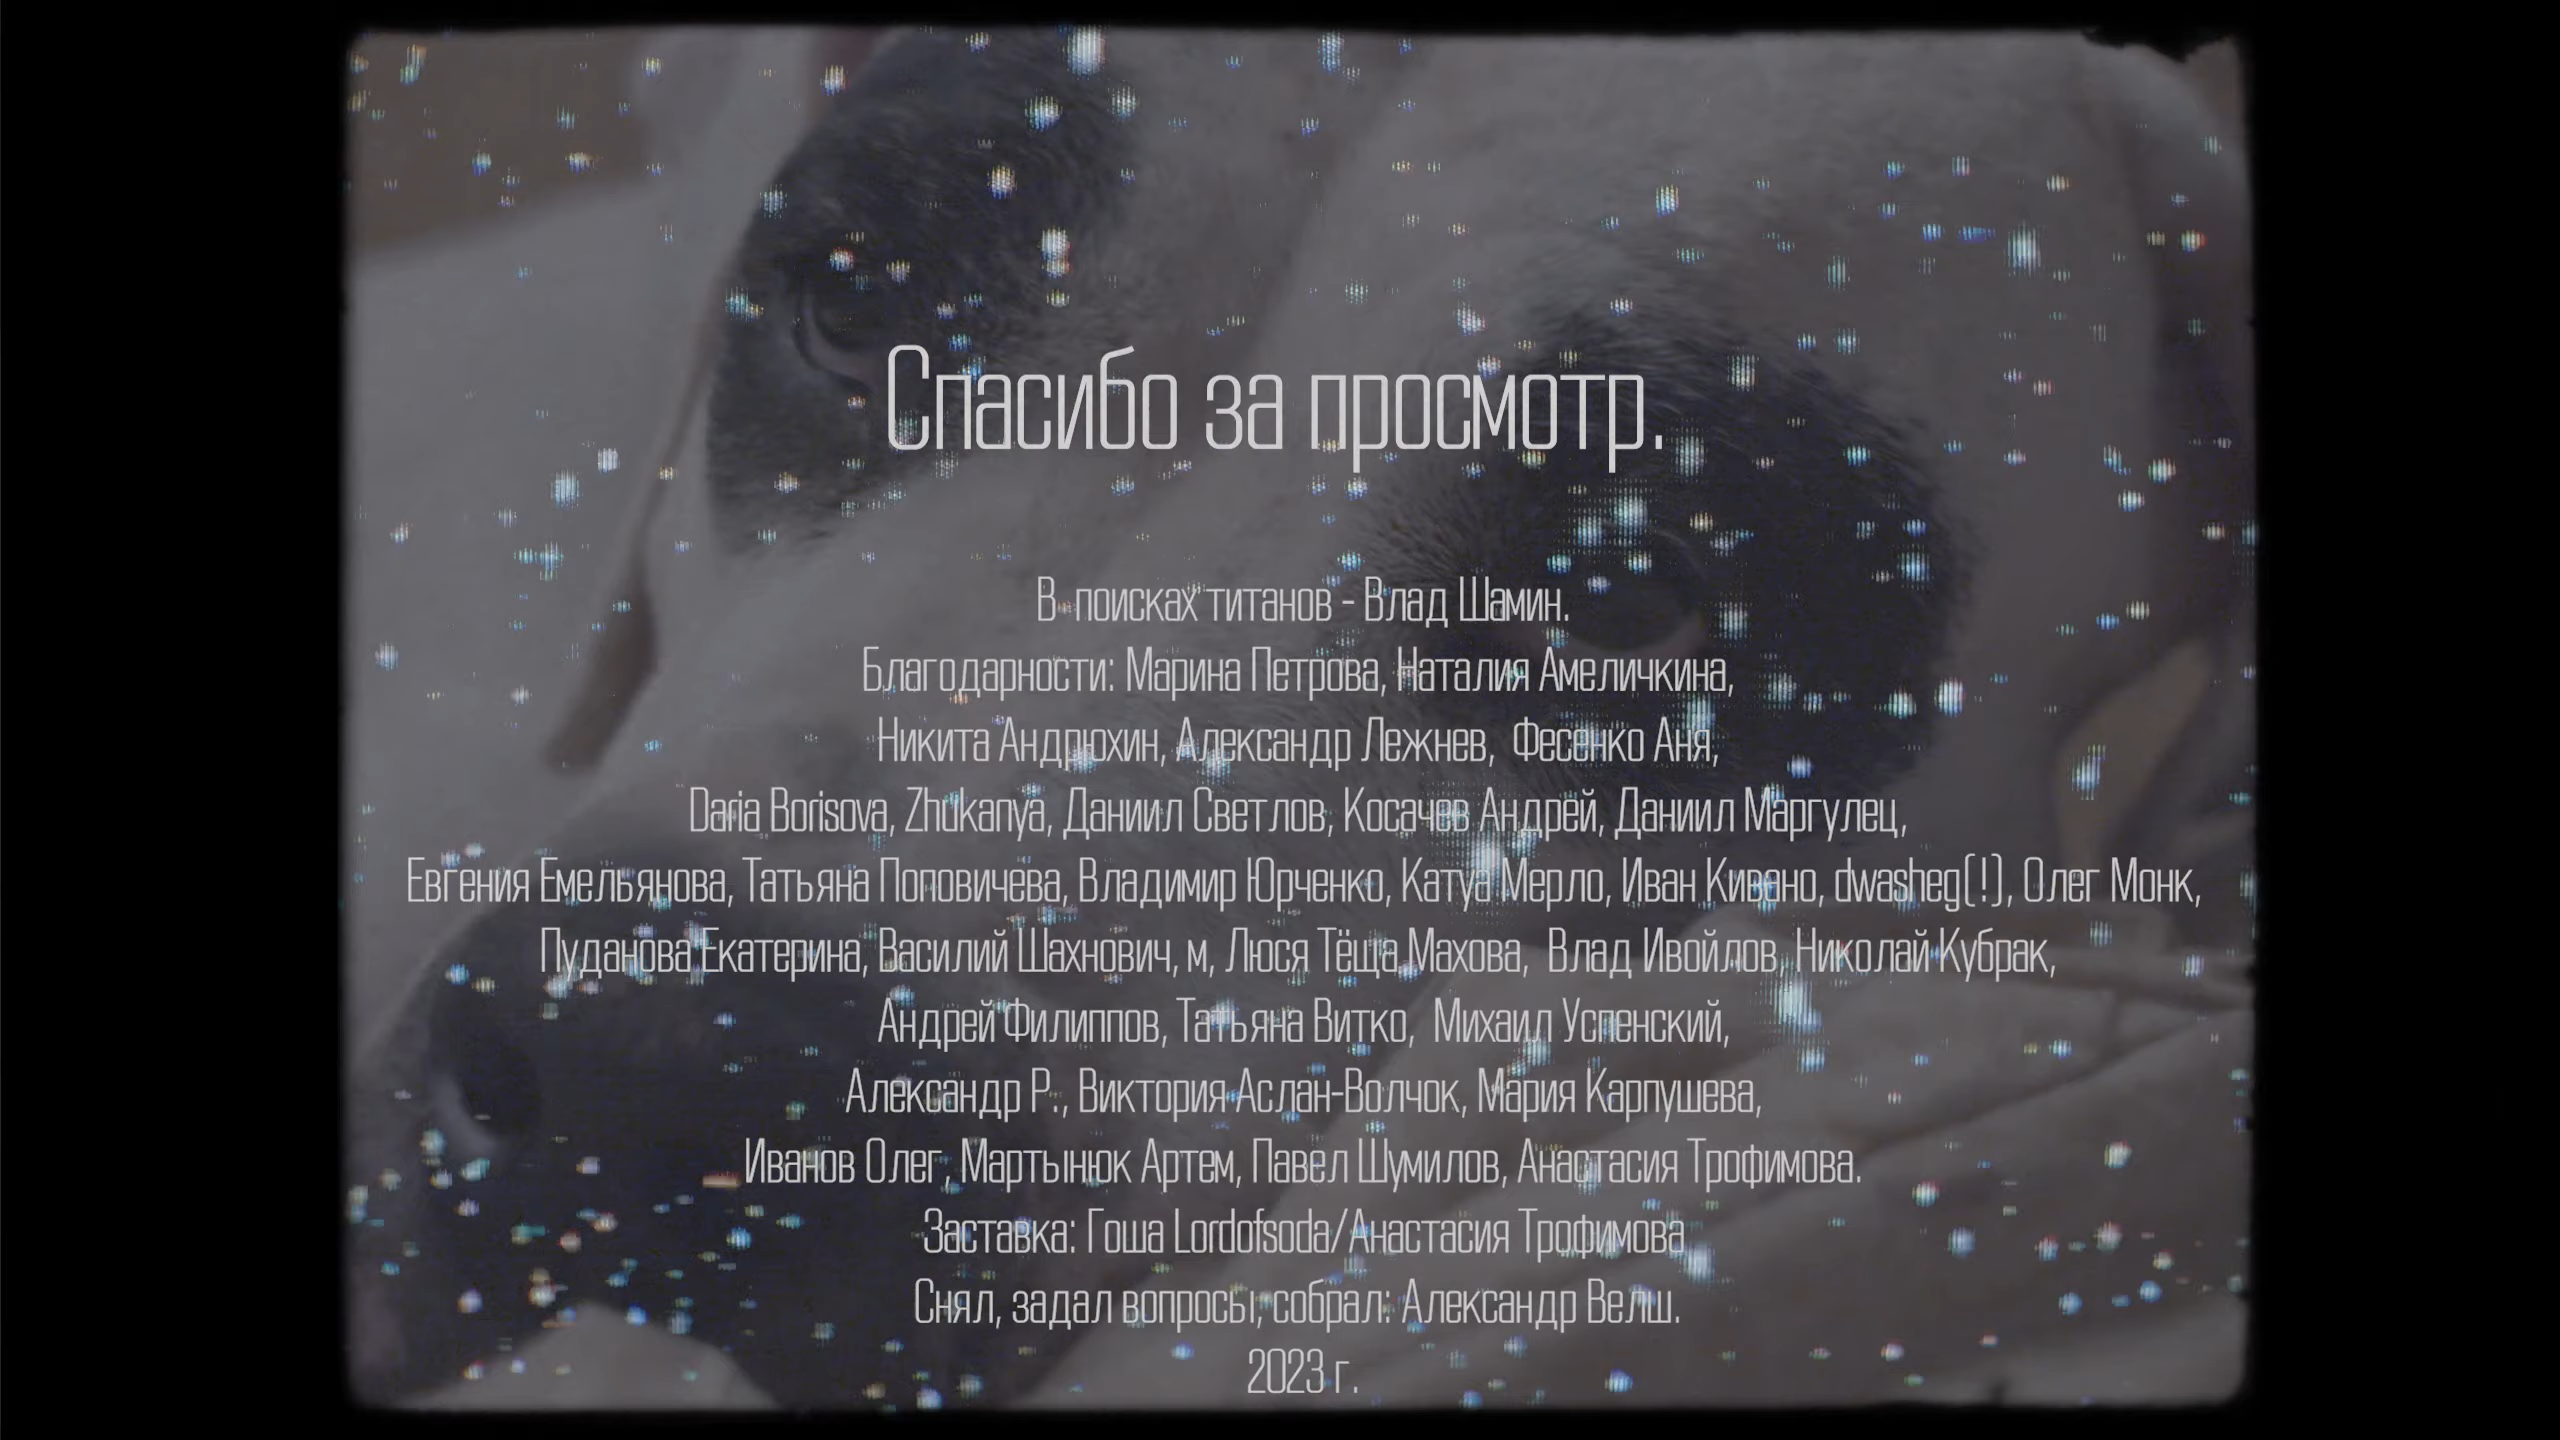 Спасибо за просмотр.
В поисках титанов - Влад Шамин.
Благодарности: Марина Петрова, Наталия Амеличкина,
Никита Андрюхин, Александр Лежнев, Фесенко Аня,
Daria Borisova, Zhukanya, Даниил Светлов, Косачев Андрей, Даниил Маргулец,
Евгения Емельянова, Татьяна Поповичева, Владимир Юрченко, Катуа Мерло, Иван Кивано, dwasheg(!), Олег Монк,
Пуданова Екатерина, Василий Шахнович, м, Люся Тёща Махова, Влад Ивойлов, Николай Кубрак,
Андрей Филиппов, Татьяна Витко, Михаил Успенский,
Александр Р., Виктория Аслан-Волчок, Мария Карпушева,
Иванов Олег, Мартынюк Артем, Павел Шумилов, Анастасия Трофимова.
Заставка: Гоша Lordofsoda/Анастасия Трофимова
Снял, задал вопросы, собрал: Александр Велш.
2023 г.